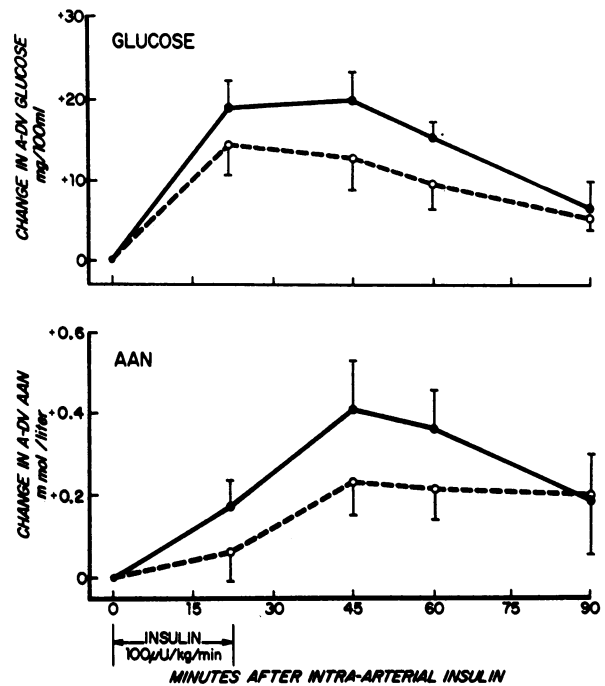 +30
GLUCOSE
+20
+10
0
CHANGE IN A-DV GLUCOSE
mg/100ml
+0.6
AAN
+0.4
+0.2
0
CHANGE IN A-DV AAN
m mol/liter
0 15 30 45 60 75 90
INSULIN
100μU/kg/min
MINUTES AFTER INTRA-ARTERIAL INSULIN